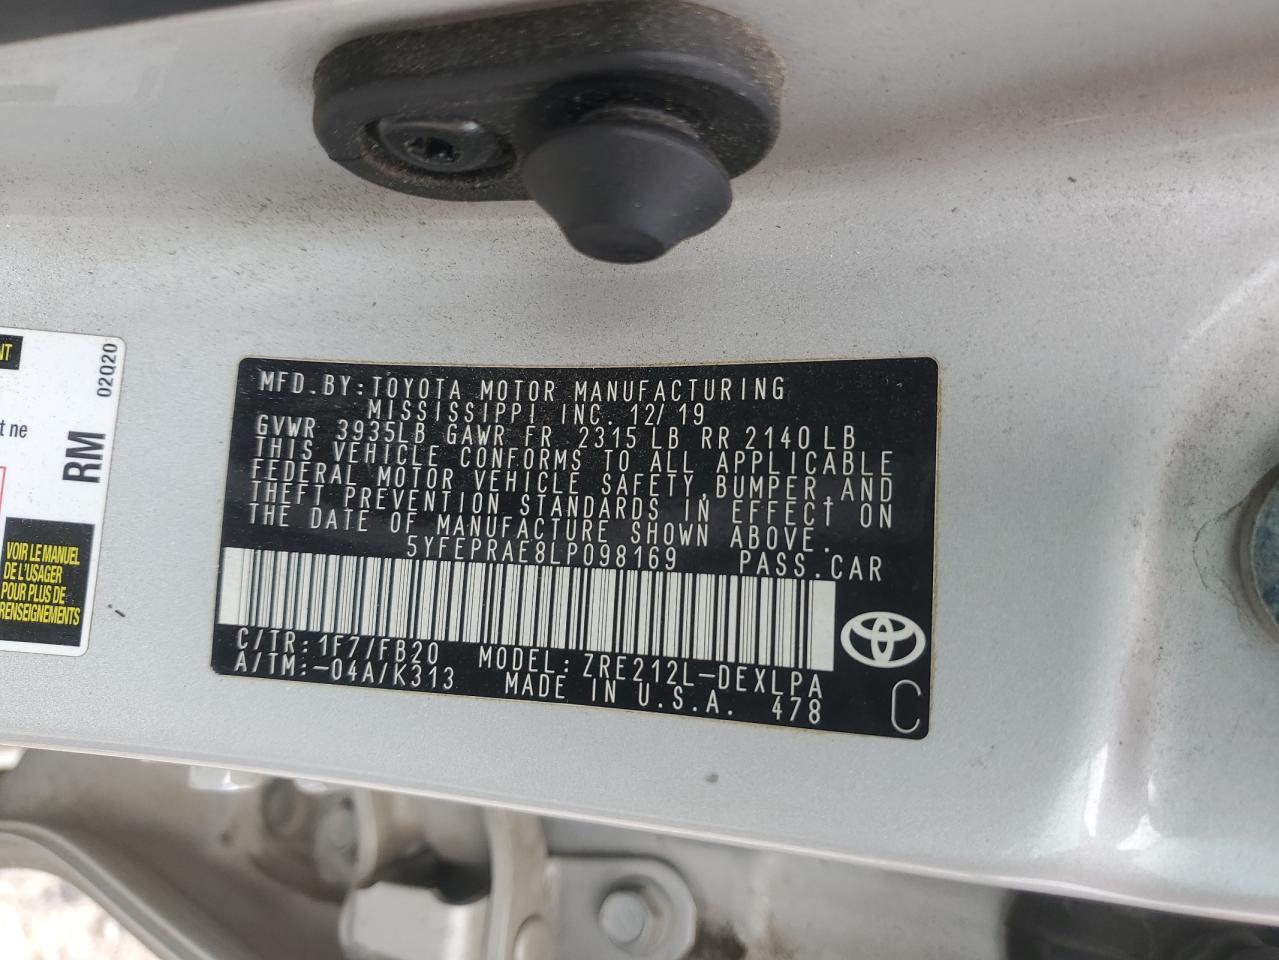 MFD.BY:TOYOTA MOTOR MANUFACTURING
MISSISSIPPI INC. 12/19
GVWR 3935LB GAWR FR 2315 LB RR 2140 LB
THIS VEHICLE CONFORMS TO ALL APPLICABLE
FEDERAL MOTOR VEHICLE SAFETY, BUMPER, AND
THEFT PREVENTION STANDARDS IN EFFECT ON
THE DATE OF MANUFACTURE SHOWN ABOVE.
5YFEPRAE8LP098169 PASS.CAR
C/TR:1F7/FB20 MODEL:ZRE212L-DEXLPA
A/TM:-04A/K313 MADE IN U.S.A. 478
C
02Q20
RM
NT
t ne
VOIR LE MANUEL
DE L'USAGER
POUR PLUS DE
RENSEIGNEMENTS